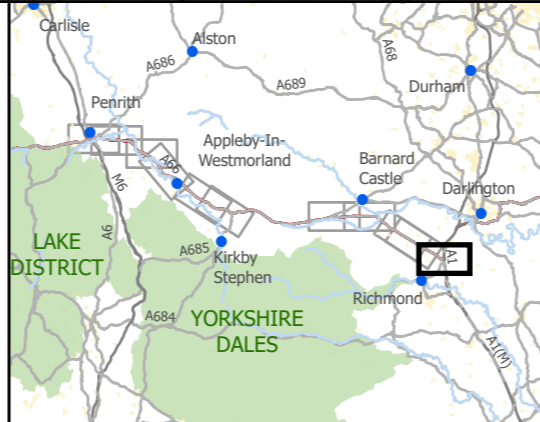 Carlisle
Alston
A686
A68
A689
Durham
Penrith
Appleby-In-
Westmorland
A66
Barnard
Castle
Darlington
M6
A6
LAKE
DISTRICT
A685
Kirkby
Stephen
A1
Richmond
A684
YORKSHIRE
DALES
A1(M)